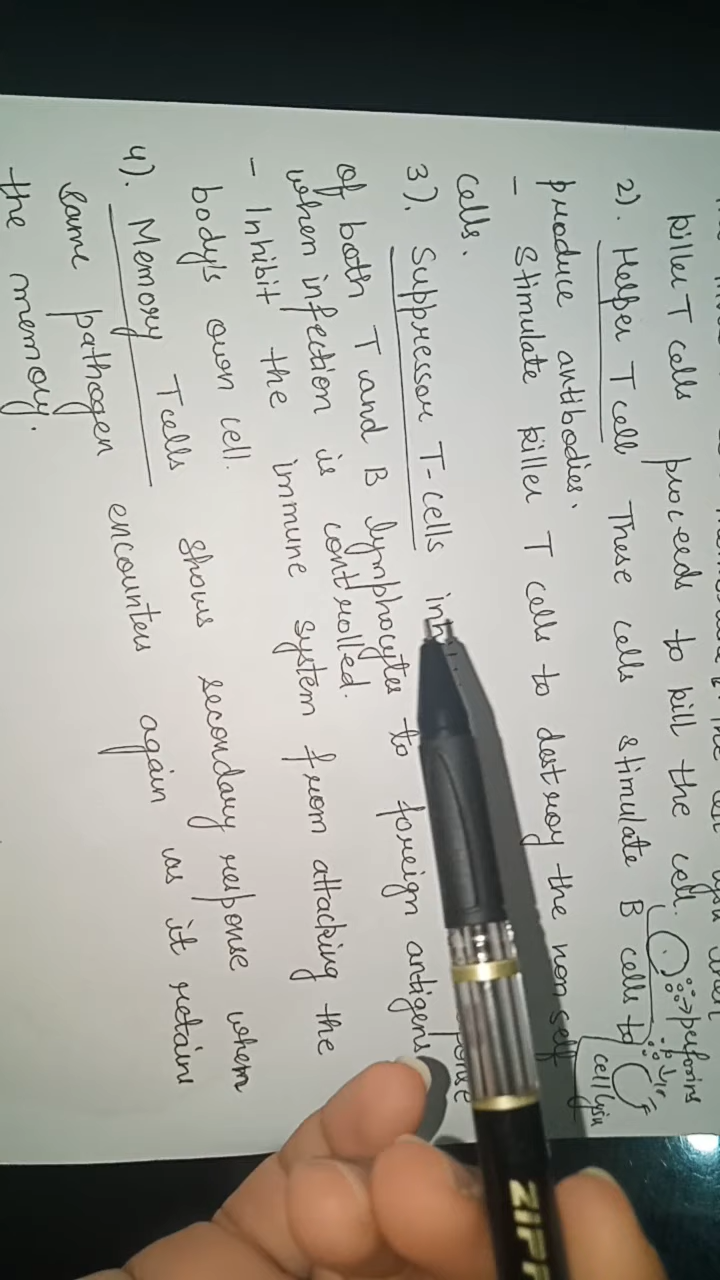 killer T cells proceeds to kill the cell.
performs
2). Helper T cell These cells stimulate B cells to
cell lysis
produce antibodies.
- Stimulate killer T cells to destroy the non self
cells.
3). Suppressor T-cells inh
of both T and B lymphocytes to foreign antigens
when infection is controlled.
- Inhibit the immune system from attacking the
body's own cell.
4). Memory T cells shows secondary response when
same pathogen encounters again as it retains
the memory.